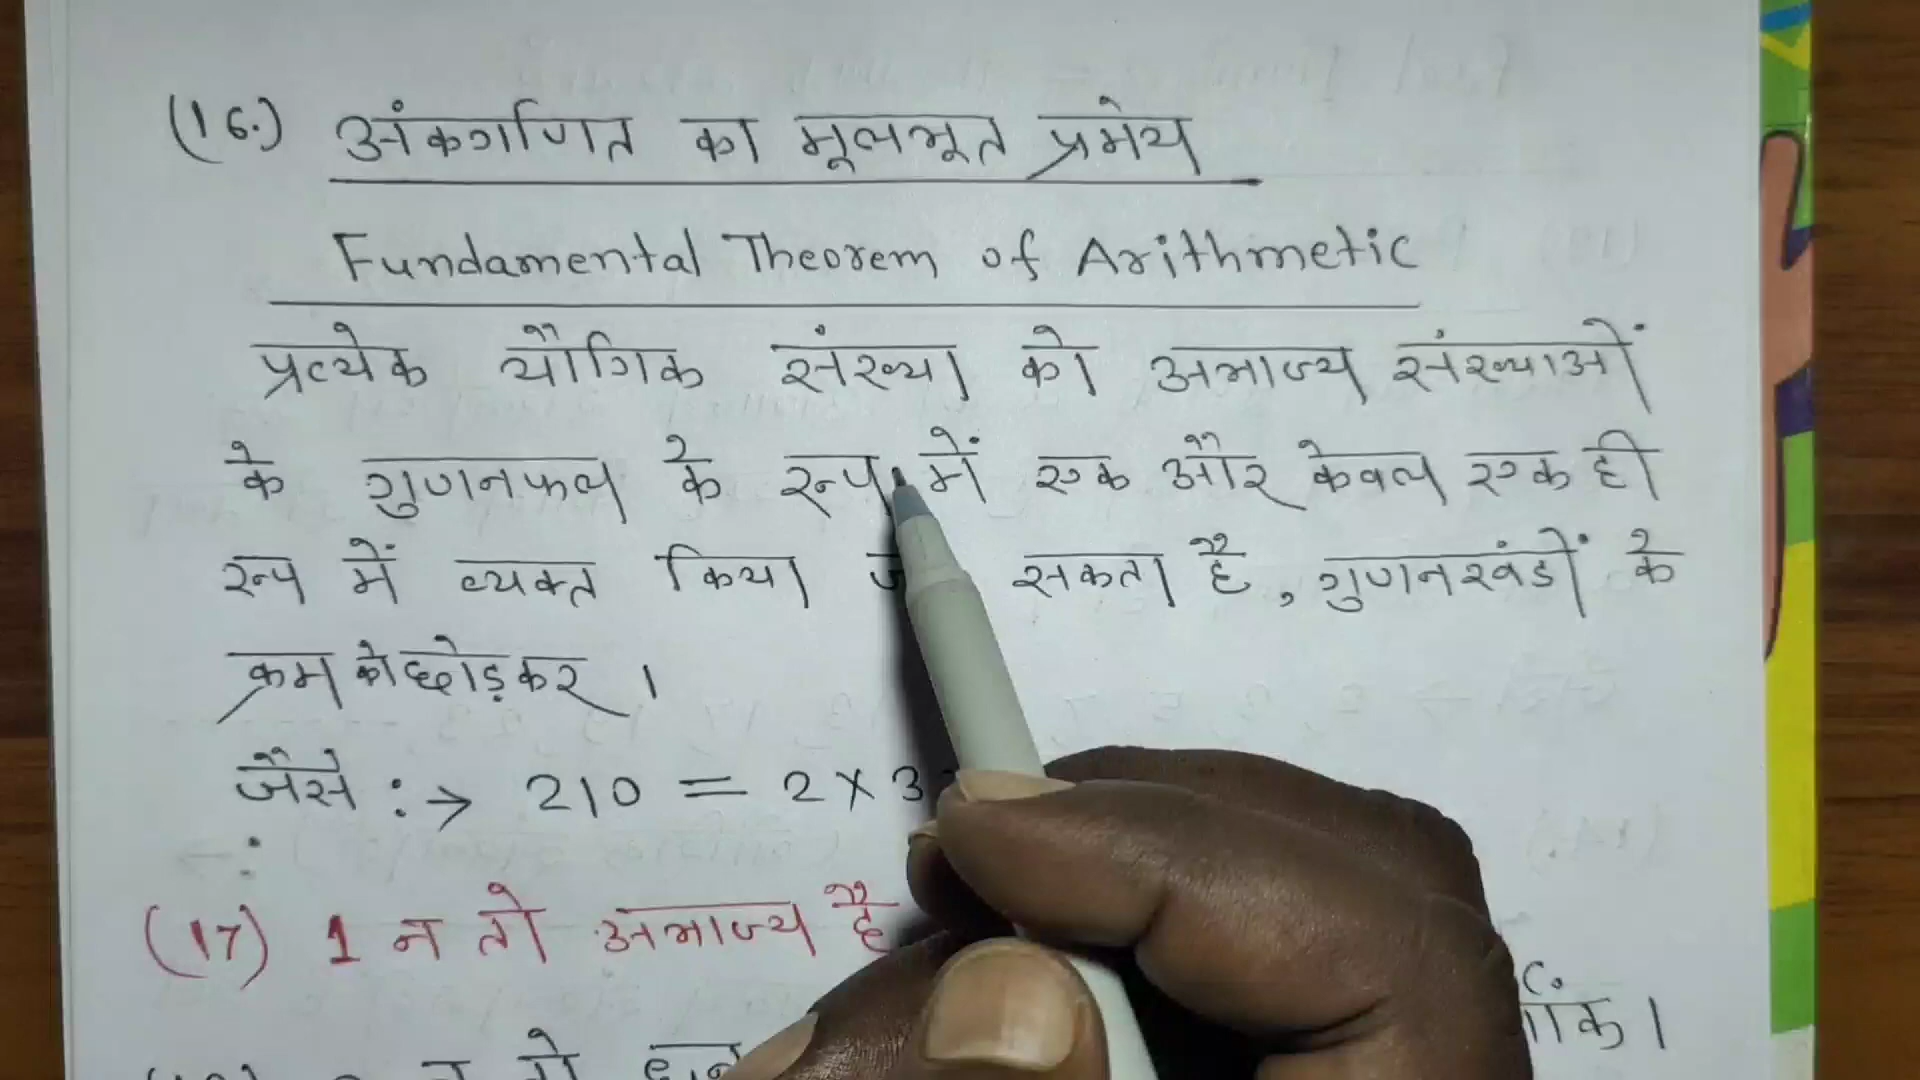 (16.) अंकगणित का मूलभूत प्रमेय
Fundamental Theorem of Arithmetic
प्रत्येक यौगिक संख्या को अभाज्य संख्याओं
के गुणनफल के रूप में एक और केवल एक ही
रूप में व्यक्त किया सकता है, गुणनखंडों के
क्रम को छोड़कर ।
जैसे :→ 210 = 2 × 3
(17) 1 न तो अभाज्य है
न तो